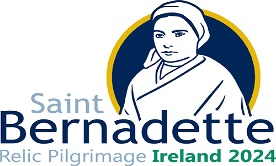 Saint
Bernadette
Relic Pilgrimage Ireland 2024